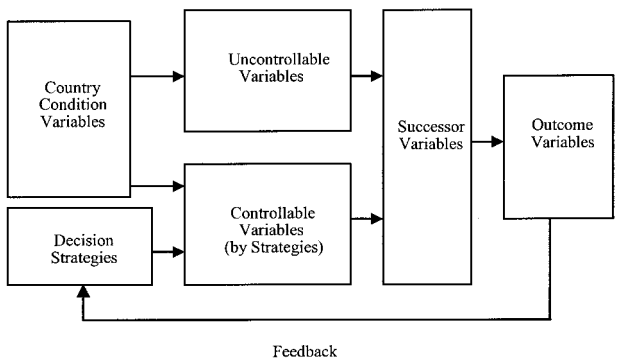 Country
Condition
Variables
Uncontrollable
Variables
Successor
Variables
Outcome
Variables
Decision
Strategies
Controllable
Variables
(by Strategies)
Feedback